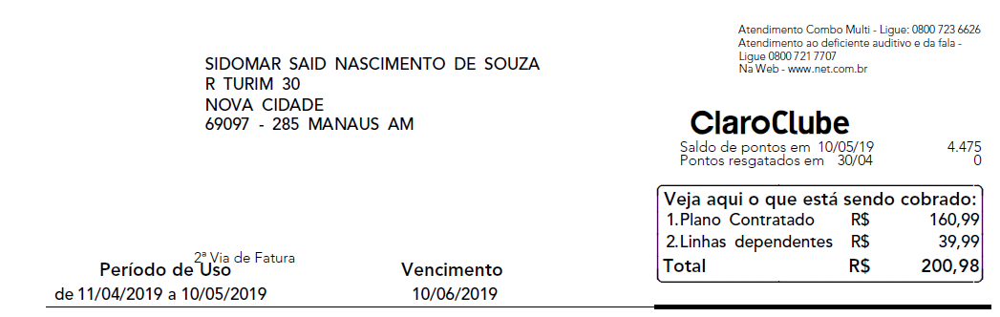 Atendimento Combo Multi - Ligue: 0800 723 6626
Atendimento ao deficiente auditivo e da fala -
Ligue 0800 721 7707
Na Web - www.net.com.br
SIDOMAR SAID NASCIMENTO DE SOUZA
R TURIM 30
NOVA CIDADE
69097 - 285 MANAUS AM
ClaroClube
Saldo de pontos em 10/05/19 4.475
Pontos resgatados em 30/04 0
Veja aqui o que está sendo cobrado:
1.Plano Contratado R$ 160,99
2.Linhas dependentes R$ 39,99
Total R$ 200,98
2ª Via de Fatura
Período de Uso
de 11/04/2019 a 10/05/2019
Vencimento
10/06/2019